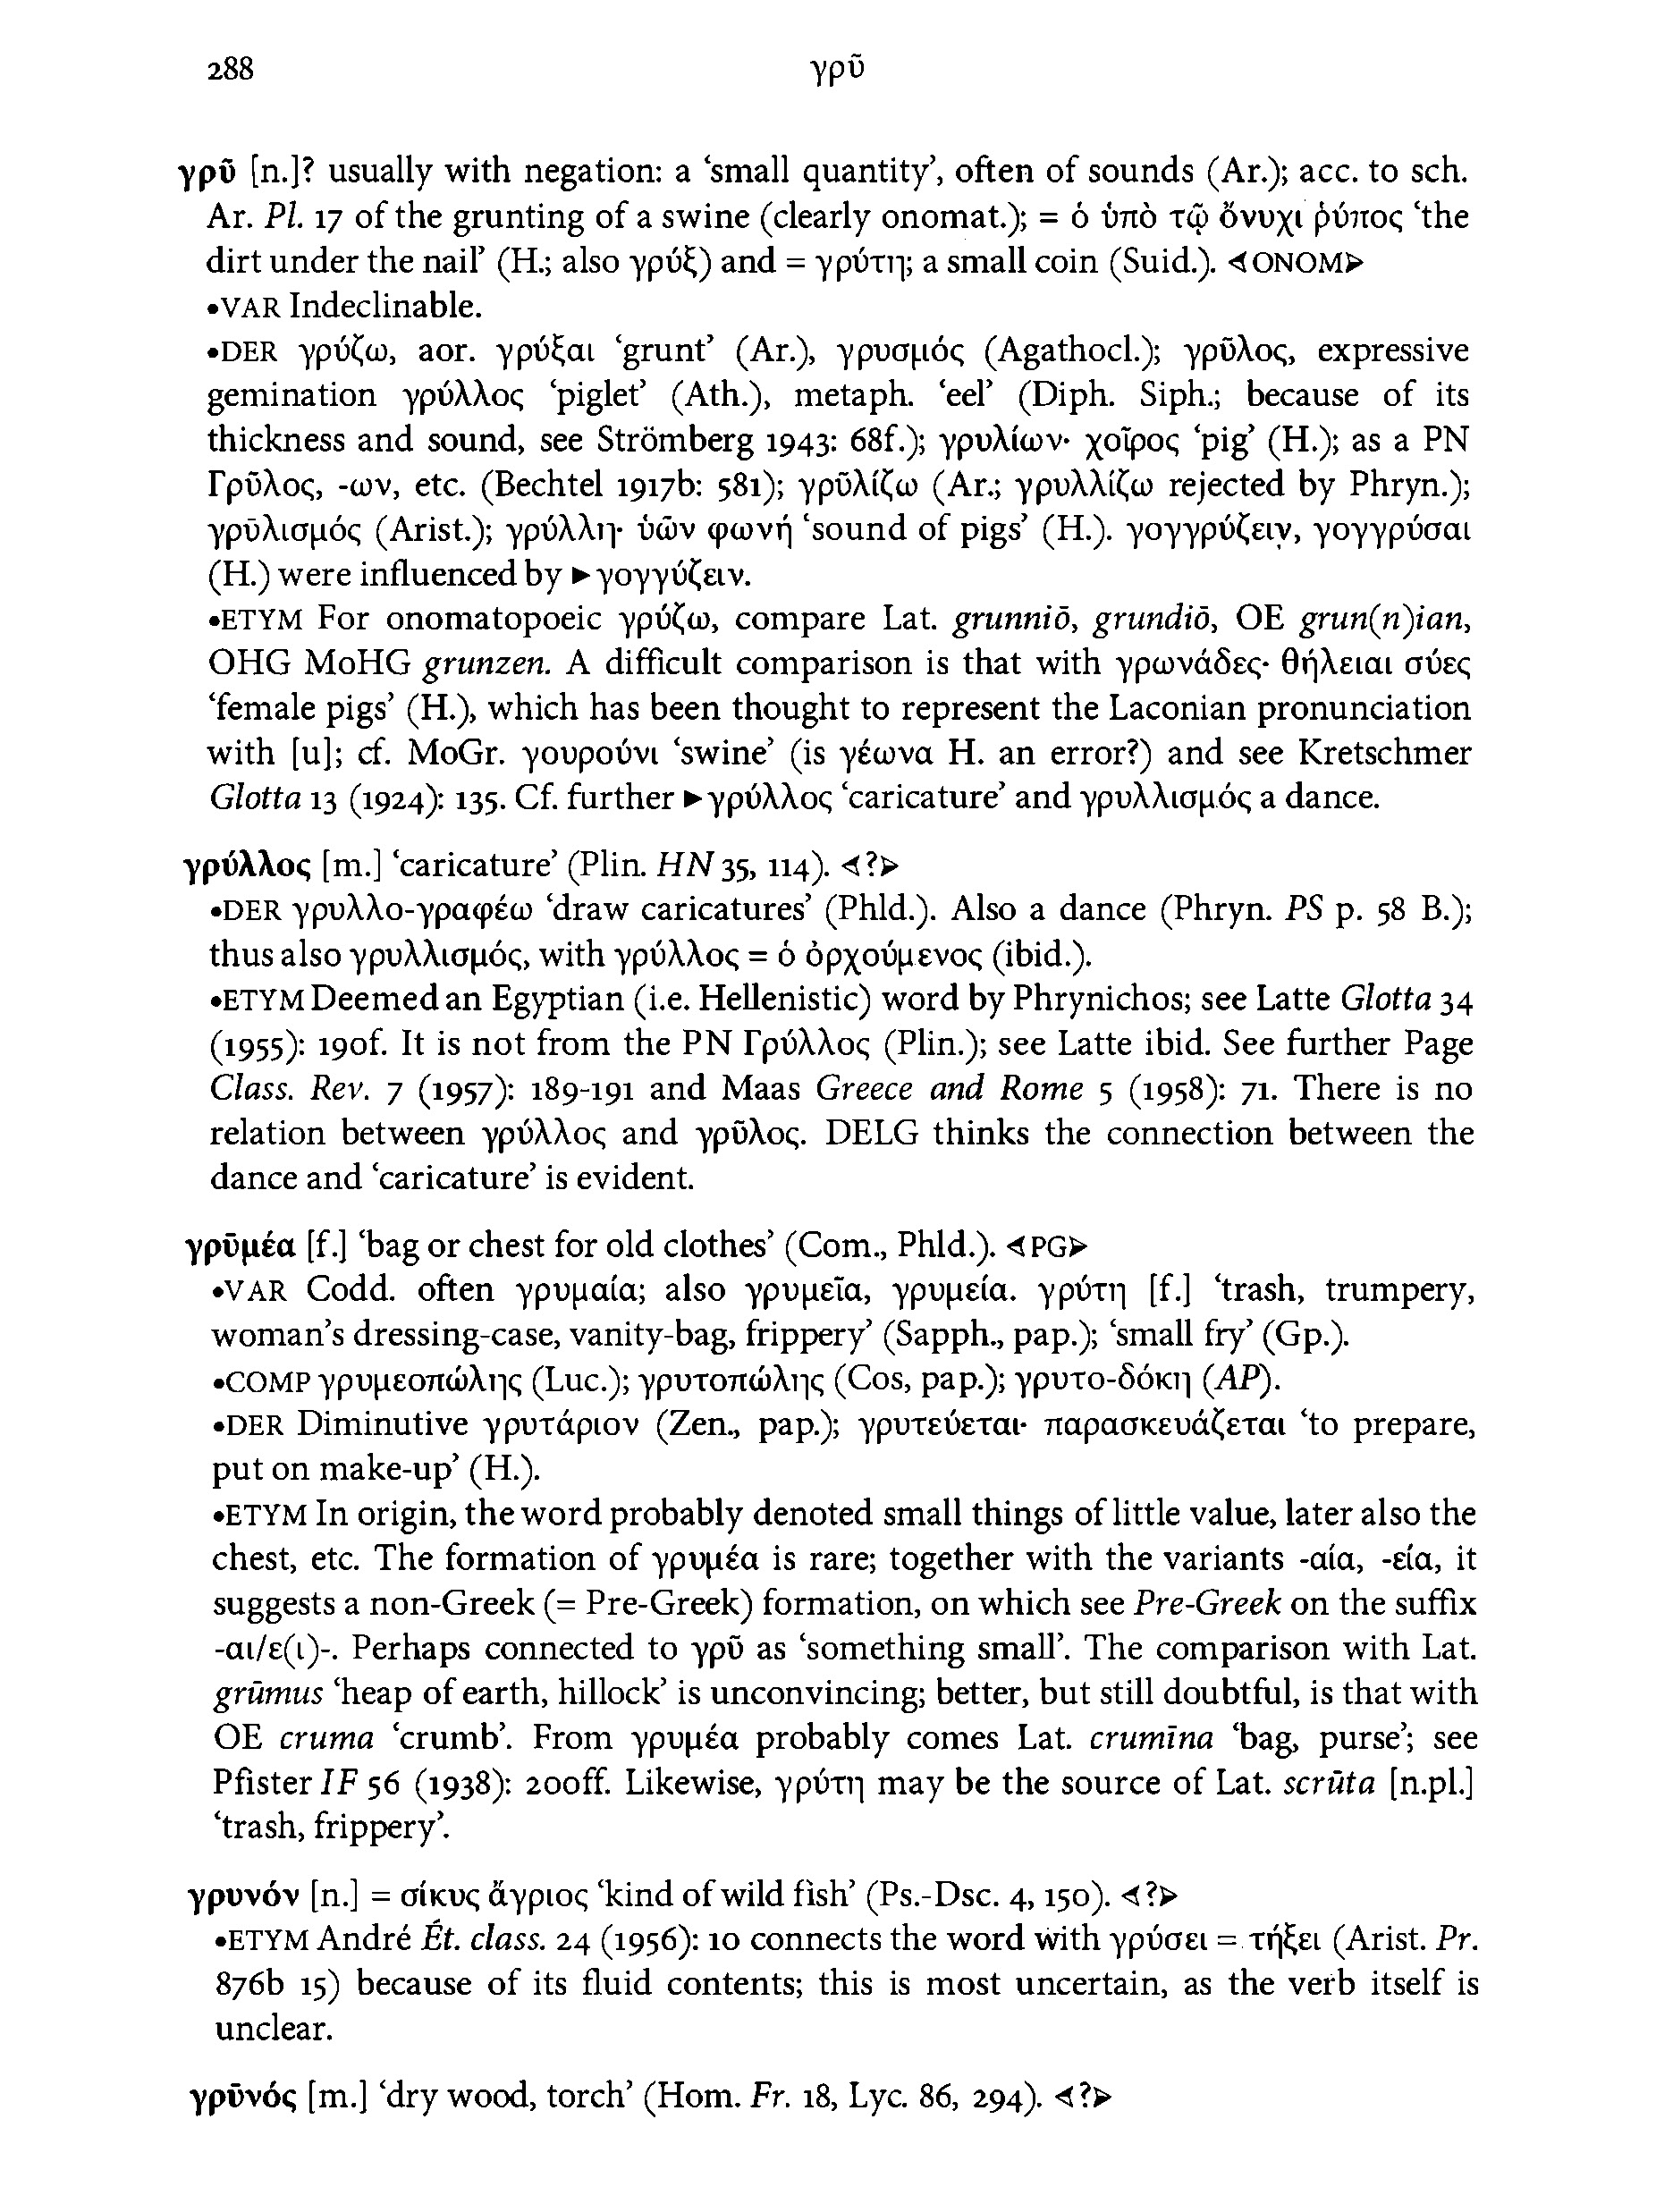 288 γρῦ
γρῦ [n.]? usually with negation: a ‘small quantity’, often of sounds (Ar.); acc. to sch.
Ar. Pl. 17 of the grunting of a swine (clearly onomat.); = ὁ ὑπὸ τῷ ὄνυχι ῥύπος ‘the
dirt under the nail’ (H.; also γρύξ) and = γρύτη; a small coin (Suid.). ⊲ONOM⊳
•VAR Indeclinable.
•DER γρύζω, aor. γρύξαι ‘grunt’ (Ar.), γρυσμός (Agathocl.); γρῦλος, expressive
gemination γρύλλος ‘piglet’ (Ath.), metaph. ‘eel’ (Diph. Siph.; because of its
thickness and sound, see Strömberg 1943: 68f.); γρυλίων· χοῖρος ‘pig’ (H.); as a PN
Γρῦλος, -ων, etc. (Bechtel 1917b: 581); γρῡλίζω (Ar.; γρυλλίζω rejected by Phryn.);
γρῡλισμός (Arist.); γρύλλη· ὑῶν φωνή ‘sound of pigs’ (H.). γογγρύζειν, γογγρύσαι
(H.) were influenced by ►γογγύζειν.
•ETYM For onomatopoeic γρύζω, compare Lat. grunniō, grundiō, OE grun(n)ian,
OHG MoHG grunzen. A difficult comparison is that with γρωνάδες· θήλειαι σύες
‘female pigs’ (H.), which has been thought to represent the Laconian pronunciation
with [u]; cf. MoGr. γουρούνι ‘swine’ (is γέωνα H. an error?) and see Kretschmer
Glotta 13 (1924): 135. Cf. further ►γρύλλος ‘caricature’ and γρυλλισμός a dance.
γρύλλος [m.] ‘caricature’ (Plin. HN 35, 114). ⊲?⊳
•DER γρυλλο-γραφέω ‘draw caricatures’ (Phld.). Also a dance (Phryn. PS p. 58 B.);
thus also γρυλλισμός, with γρύλλος = ὁ ὀρχούμενος (ibid.).
•ETYM Deemed an Egyptian (i.e. Hellenistic) word by Phrynichos; see Latte Glotta 34
(1955): 190f. It is not from the PN Γρύλλος (Plin.); see Latte ibid. See further Page
Class. Rev. 7 (1957): 189-191 and Maas Greece and Rome 5 (1958): 71. There is no
relation between γρύλλος and γρῦλος. DELG thinks the connection between the
dance and ‘caricature’ is evident.
γρῡμέα [f.] ‘bag or chest for old clothes’ (Com., Phld.). ⊲PG⊳
•VAR Codd. often γρυμαία; also γρυμεῖα, γρυμεία. γρύτη [f.] ‘trash, trumpery,
woman’s dressing-case, vanity-bag, frippery’ (Sapph., pap.); ‘small fry’ (Gp.).
•COMP γρυμεοπώλης (Luc.); γρυτοπώλης (Cos, pap.); γρυτο-δόκη (AP).
•DER Diminutive γρυτάριον (Zen., pap.); γρυτεύεται· παρασκευάζεται ‘to prepare,
put on make-up’ (H.).
•ETYM In origin, the word probably denoted small things of little value, later also the
chest, etc. The formation of γρυμέα is rare; together with the variants -αία, -εία, it
suggests a non-Greek (= Pre-Greek) formation, on which see Pre-Greek on the suffix
-αι/ε(ι)-. Perhaps connected to γρῦ as ‘something small’. The comparison with Lat.
grūmus ‘heap of earth, hillock’ is unconvincing; better, but still doubtful, is that with
OE cruma ‘crumb’. From γρυμέα probably comes Lat. crumīna ‘bag, purse’; see
Pfister IF 56 (1938): 200ff. Likewise, γρύτη may be the source of Lat. scrūta [n.pl.]
‘trash, frippery’.
γρυνόν [n.] = σίκυς ἄγριος ‘kind of wild fish’ (Ps.-Dsc. 4, 150). ⊲?⊳
•ETYM André Ét. class. 24 (1956): 10 connects the word with γρύσει = τήξει (Arist. Pr.
876b 15) because of its fluid contents; this is most uncertain, as the verb itself is
unclear.
γρῡνός [m.] ‘dry wood, torch’ (Hom. Fr. 18, Lyc. 86, 294). ⊲?⊳